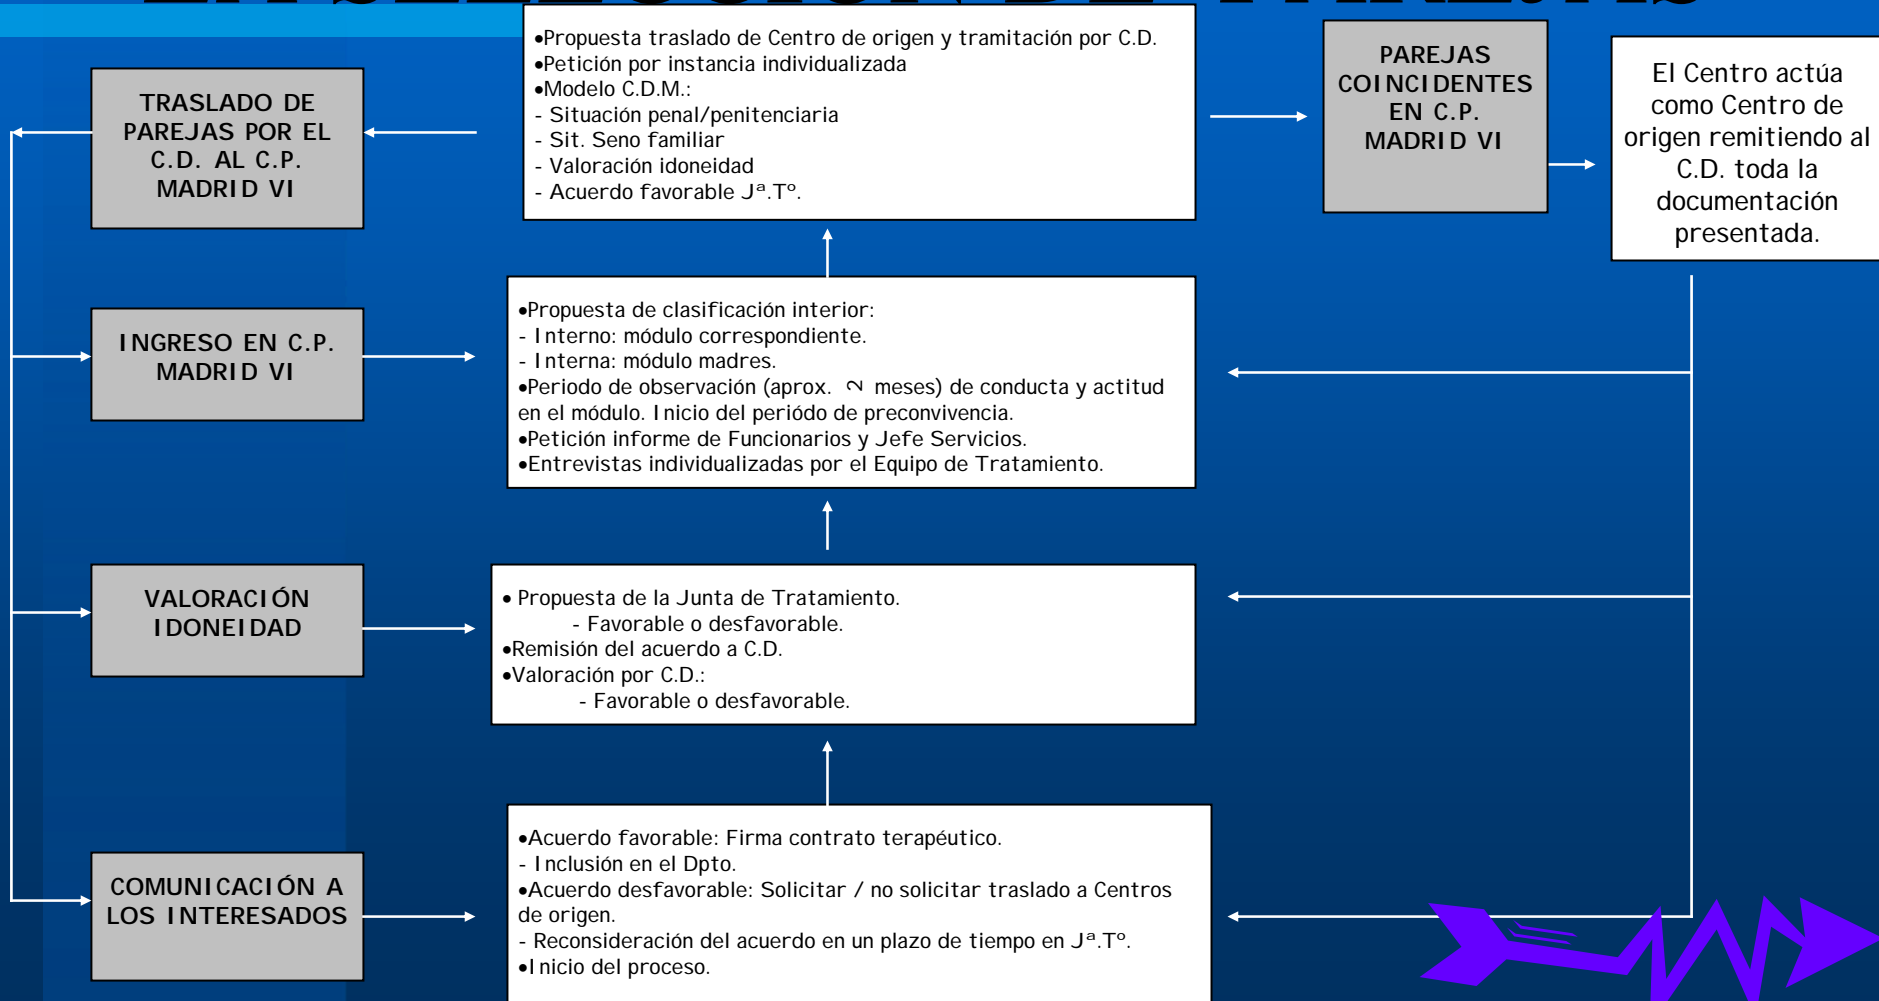 LA SELECCIÓN DE PAREJAS
•Propuesta traslado de Centro de origen y tramitación por C.D.
•Petición por instancia individualizada
•Modelo C.D.M.:
- Situación penal/penitenciaria
- Sit. Seno familiar
- Valoración idoneidad
- Acuerdo favorable Jª.Tº.
TRASLADO DE
PAREJAS POR EL
C.D. AL C.P.
MADRID VI
PAREJAS
COINCIDENTES
EN C.P.
MADRID VI
El Centro actúa
como Centro de
origen remitiendo al
C.D. toda la
documentación
presentada.
INGRESO EN C.P.
MADRID VI
•Propuesta de clasificación interior:
- Interno: módulo correspondiente.
- Interna: módulo madres.
•Periodo de observación (aprox. 2 meses) de conducta y actitud
en el módulo. Inicio del periódo de preconvivencia.
•Petición informe de Funcionarios y Jefe Servicios.
•Entrevistas individualizadas por el Equipo de Tratamiento.
VALORACIÓN
IDONEIDAD
• Propuesta de la Junta de Tratamiento.
- Favorable o desfavorable.
•Remisión del acuerdo a C.D.
•Valoración por C.D.:
- Favorable o desfavorable.
COMUNICACIÓN A
LOS INTERESADOS
•Acuerdo favorable: Firma contrato terapéutico.
- Inclusión en el Dpto.
•Acuerdo desfavorable: Solicitar / no solicitar traslado a Centros
de origen.
- Reconsideración del acuerdo en un plazo de tiempo en Jª.Tº.
•Inicio del proceso.